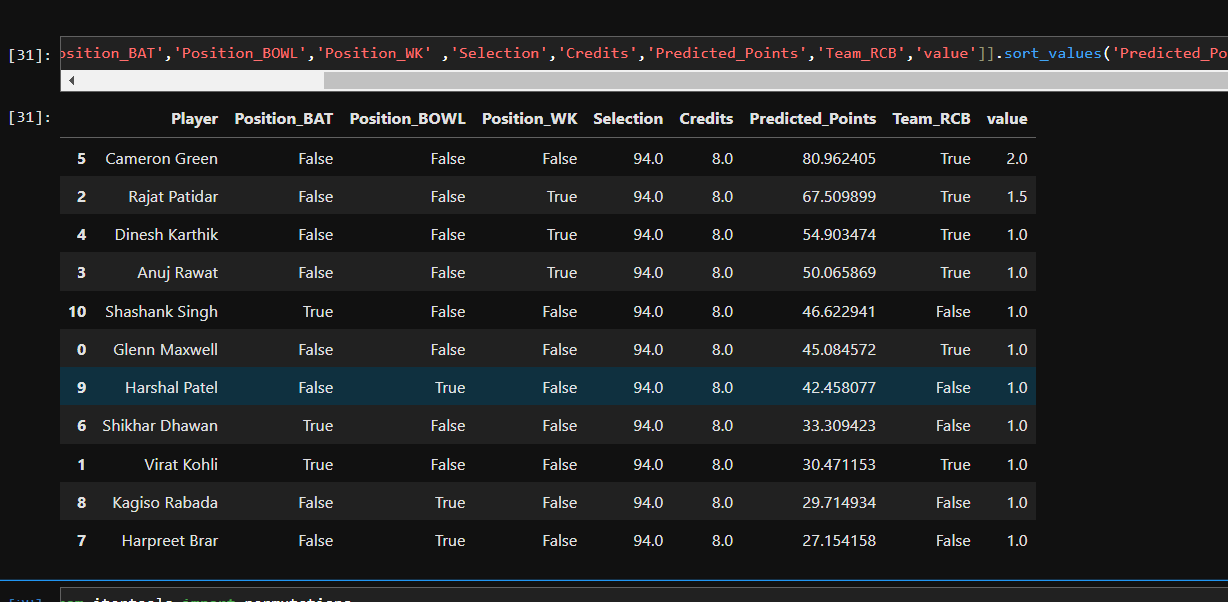 [31]: osition_BAT','Position_BOWL','Position_WK' ,'Selection','Credits','Predicted_Points','Team_RCB','value']].sort_values('Predicted_Po
[31]:
Player Position_BAT Position_BOWL Position_WK Selection Credits Predicted_Points Team_RCB value
5 Cameron Green False False False 94.0 8.0 80.962405 True 2.0
2 Rajat Patidar False False True 94.0 8.0 67.509899 True 1.5
4 Dinesh Karthik False False True 94.0 8.0 54.903474 True 1.0
3 Anuj Rawat False False True 94.0 8.0 50.065869 True 1.0
10 Shashank Singh True False False 94.0 8.0 46.622941 False 1.0
0 Glenn Maxwell False False False 94.0 8.0 45.084572 True 1.0
9 Harshal Patel False True False 94.0 8.0 42.458077 False 1.0
6 Shikhar Dhawan True False False 94.0 8.0 33.309423 False 1.0
1 Virat Kohli True False False 94.0 8.0 30.471153 True 1.0
8 Kagiso Rabada False True False 94.0 8.0 29.714934 False 1.0
7 Harpreet Brar False True False 94.0 8.0 27.154158 False 1.0
itertools import permutations